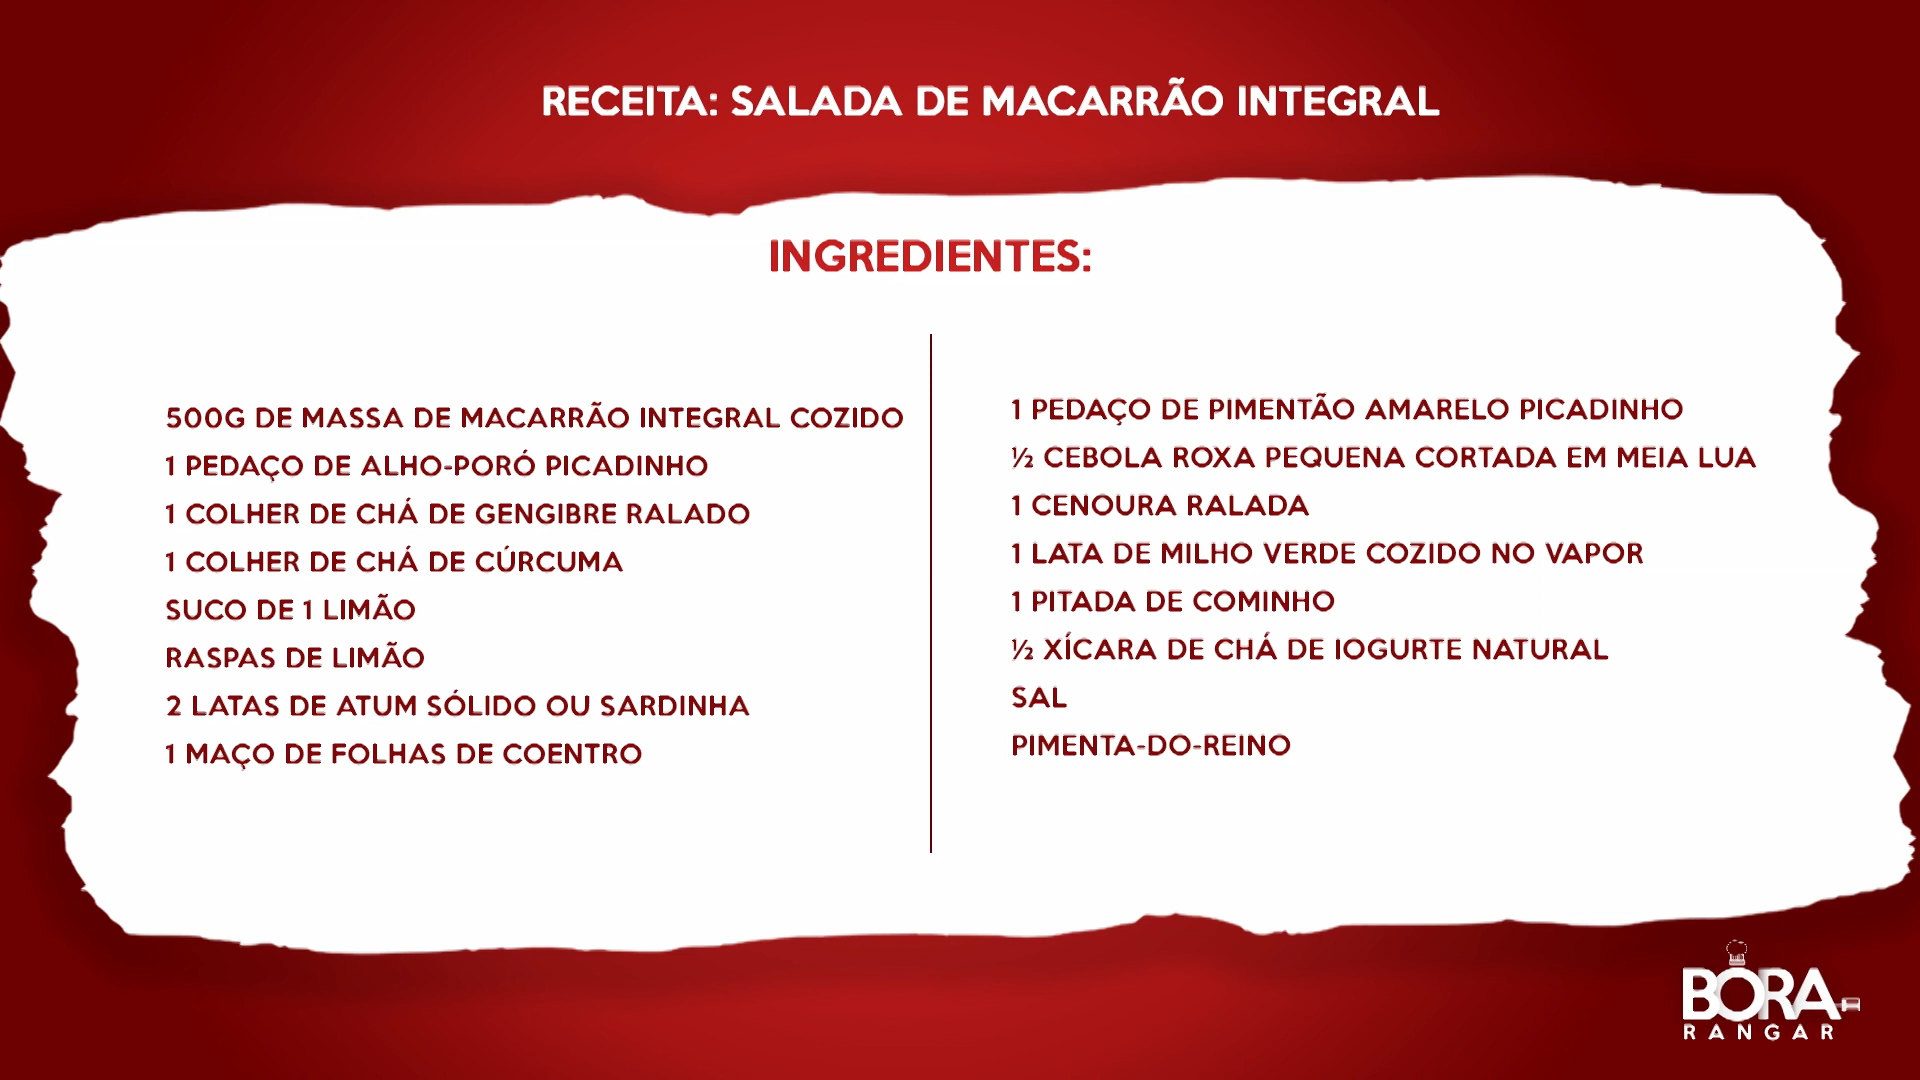 RECEITA: SALADA DE MACARRÃO INTEGRAL
INGREDIENTES:
500G DE MASSA DE MACARRÃO INTEGRAL COZIDO
1 PEDAÇO DE ALHO-PORÓ PICADINHO
1 COLHER DE CHÁ DE GENGIBRE RALADO
1 COLHER DE CHÁ DE CÚRCUMA
SUCO DE 1 LIMÃO
RASPAS DE LIMÃO
2 LATAS DE ATUM SÓLIDO OU SARDINHA
1 MAÇO DE FOLHAS DE COENTRO
1 PEDAÇO DE PIMENTÃO AMARELO PICADINHO
½ CEBOLA ROXA PEQUENA CORTADA EM MEIA LUA
1 CENOURA RALADA
1 LATA DE MILHO VERDE COZIDO NO VAPOR
1 PITADA DE COMINHO
½ XÍCARA DE CHÁ DE IOGURTE NATURAL
SAL
PIMENTA-DO-REINO
BORA
RANGAR